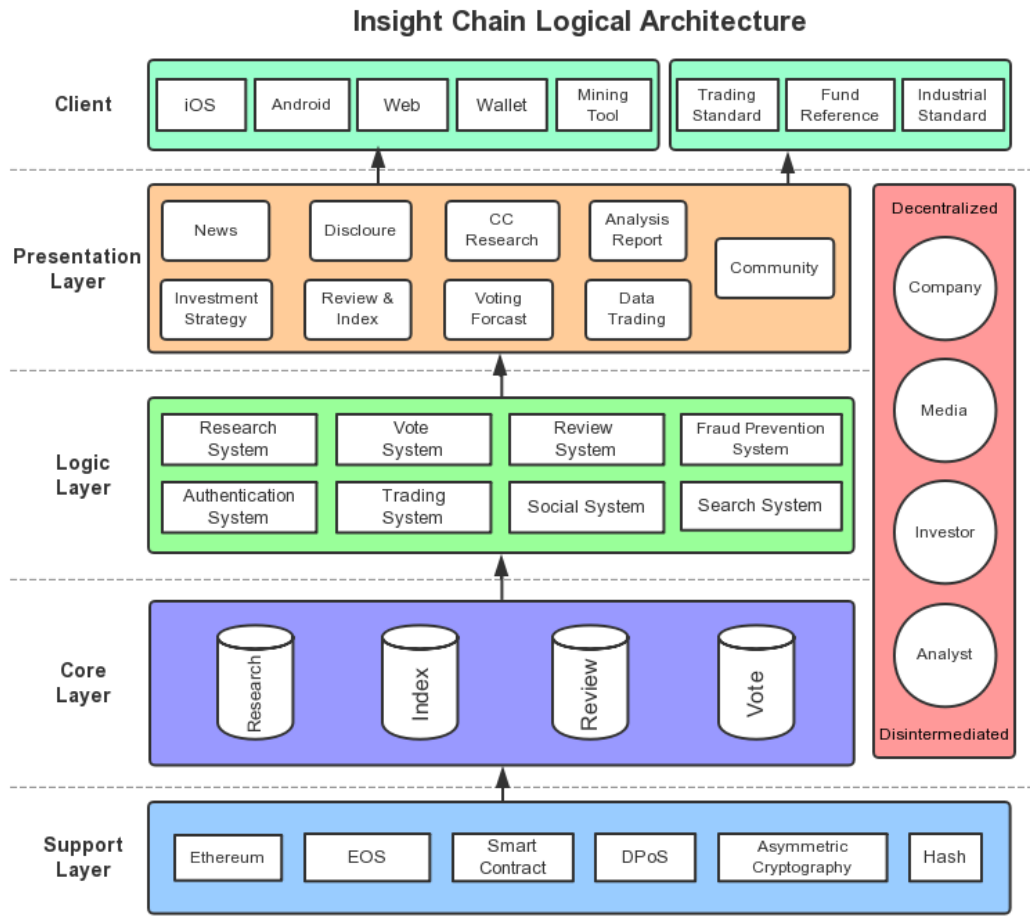 Insight Chain Logical Architecture
Client
iOS
Android
Web
Wallet
Mining
Tool
Trading
Standard
Fund
Reference
Industrial
Standard
Presentation
Layer
News
Discloure
CC
Research
Analysis
Report
Community
Investment
Strategy
Review &
Index
Voting
Forcast
Data
Trading
Decentralized
Company
Media
Investor
Analyst
Disintermediated
Logic
Layer
Research
System
Vote
System
Review
System
Fraud Prevention
System
Authentication
System
Trading
System
Social System
Search System
Core
Layer
Research
Index
Review
Vote
Support
Layer
Ethereum
EOS
Smart
Contract
DPoS
Asymmetric
Cryptography
Hash